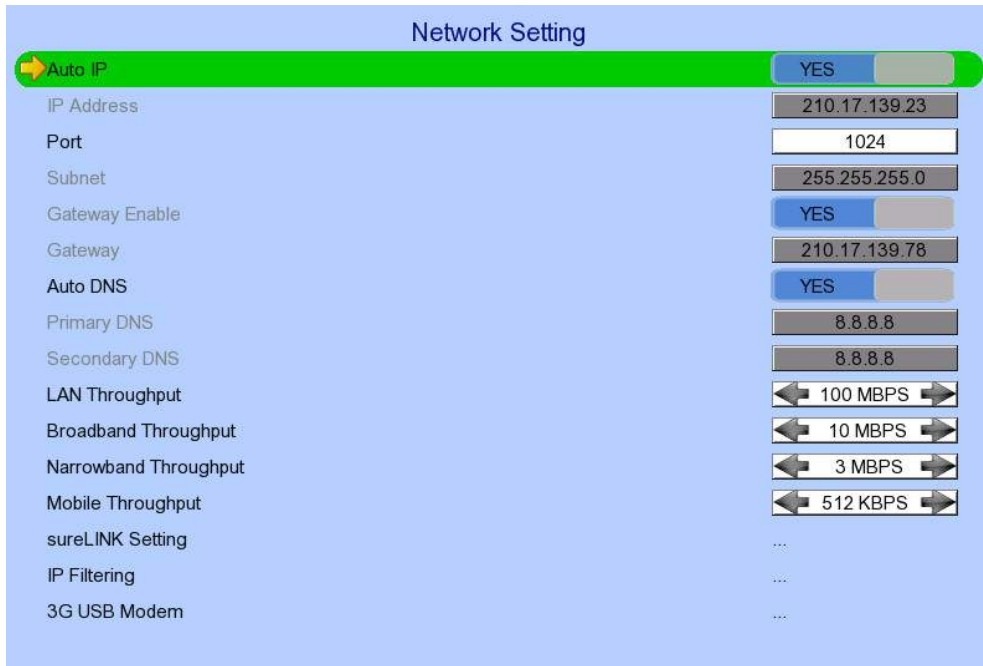 Network Setting
Auto IP YES
IP Address 210.17.139.23
Port 1024
Subnet 255.255.255.0
Gateway Enable YES
Gateway 210.17.139.78
Auto DNS YES
Primary DNS 8.8.8.8
Secondary DNS 8.8.8.8
LAN Throughput 100 MBPS
Broadband Throughput 10 MBPS
Narrowband Throughput 3 MBPS
Mobile Throughput 512 KBPS
sureLINK Setting ...
IP Filtering ...
3G USB Modem ...